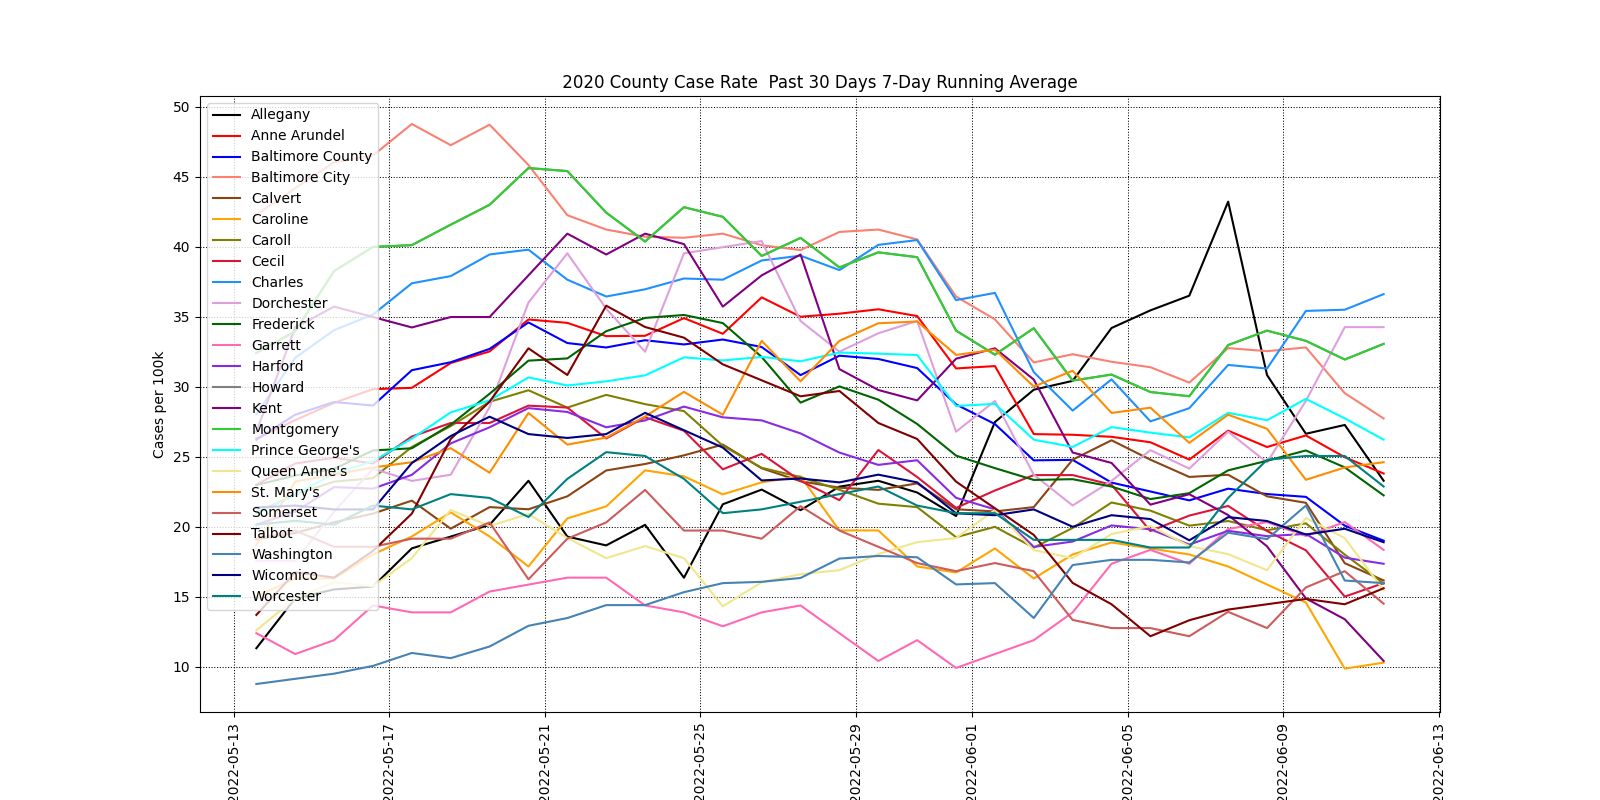 2020 County Case Rate  Past 30 Days 7-Day Running Average
Cases per 100k
50
45
40
35
30
25
20
15
10
Allegany
Anne Arundel
Baltimore County
Baltimore City
Calvert
Caroline
Caroll
Cecil
Charles
Dorchester
Frederick
Garrett
Harford
Howard
Kent
Montgomery
Prince George's
Queen Anne's
St. Mary's
Somerset
Talbot
Washington
Wicomico
Worcester
2022-05-13
2022-05-17
2022-05-21
2022-05-25
2022-05-29
2022-06-01
2022-06-05
2022-06-09
2022-06-13